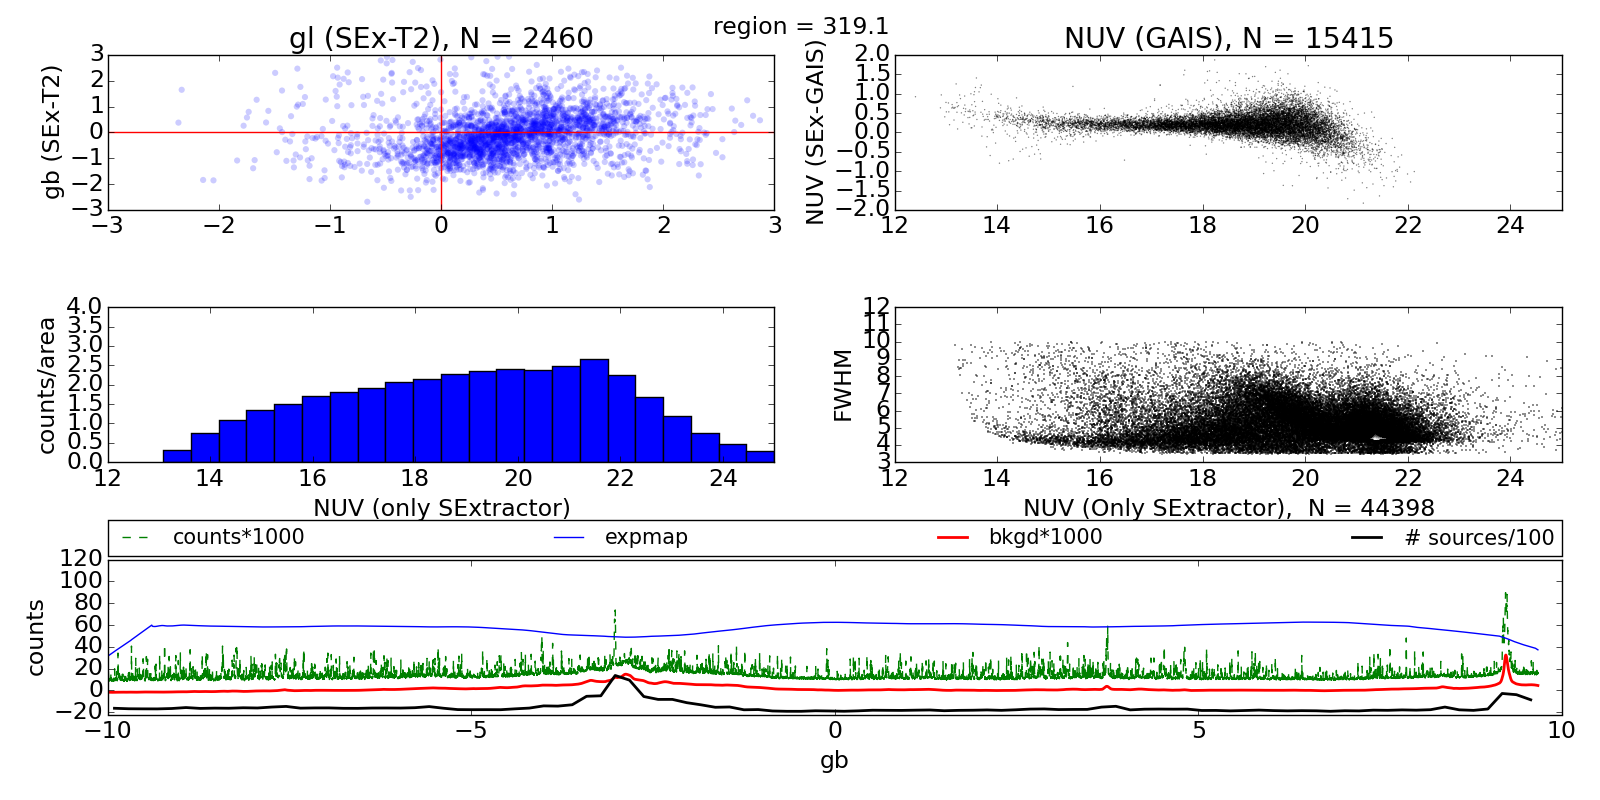 region = 319.1
gl (SEx-T2), N = 2460
gb (SEx-T2)
3
2
1
0
−1
−2
−3
−3 −2 −1 0 1 2 3
NUV (GAIS), N = 15415
NUV (SEx-GAIS)
2.0
1.5
1.0
0.5
0.0
−0.5
−1.0
−1.5
−2.0
12 14 16 18 20 22 24
counts/area
4.0
3.5
3.0
2.5
2.0
1.5
1.0
0.5
0.0
12 14 16 18 20 22 24
NUV (only SExtractor)
FWHM
12
11
10
9
8
7
6
5
4
3
12 14 16 18 20 22 24
NUV (Only SExtractor), N = 44398
counts*1000 expmap bkgd*1000 # sources/100
counts
120
100
80
60
40
20
0
−20
−10 −5 0 5 10
gb